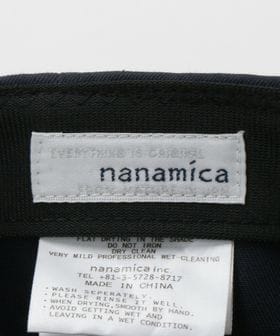 EVERYTHING IS ORIGINAL
nanamica
FLAT DRYING IN THE SHADE
DO NOT IRON
DRY CLEAN
VERY MILD PROFESSIONAL WET-CLEANING
nanamica inc
TEL +81-3-5728-8717
MADE IN CHINA
・WASH SEPERATELY.
・PLEASE RINSE IT WELL.
・WHEN DRYING, SMOOTH BY HAND.
・AVOID GETTING WET AND
LEAVING IN A WET CONDITION.